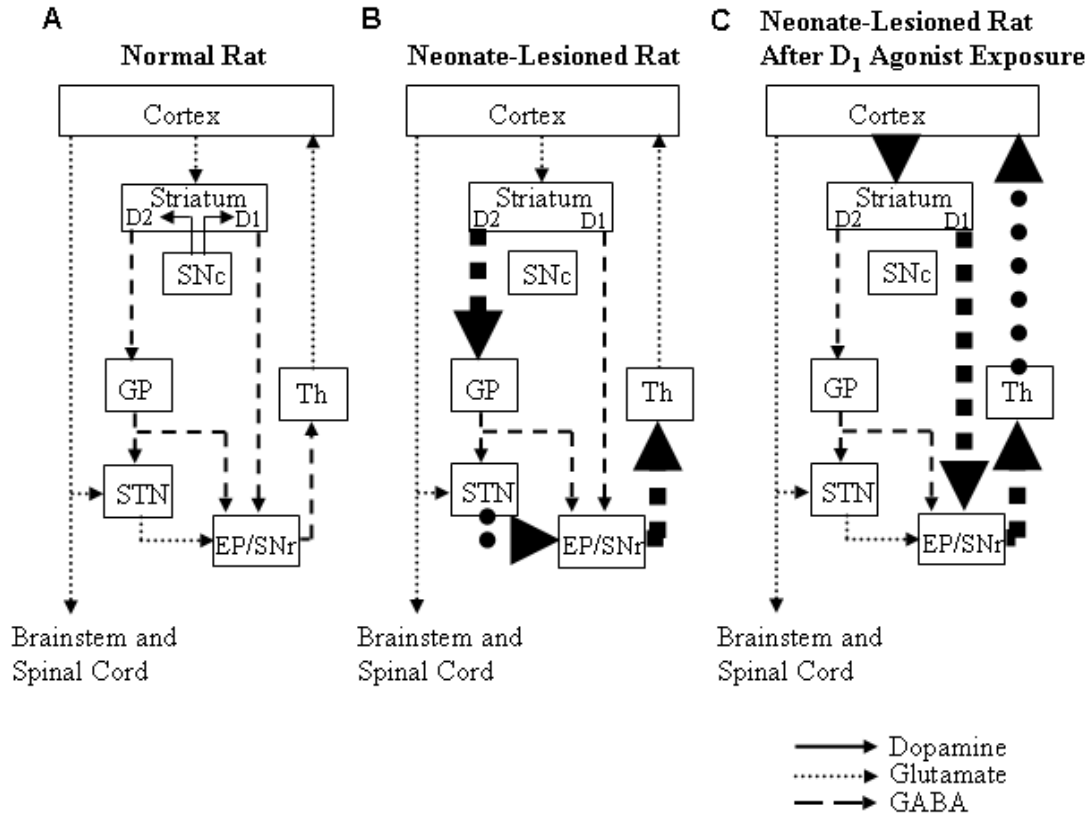 A
Normal Rat
Cortex
Striatum
D2
D1
SNc
GP
Th
STN
EP/SNr
Brainstem and
Spinal Cord
B
Neonate-Lesioned Rat
Cortex
Striatum
D2
D1
SNc
GP
Th
STN
EP/SNr
Brainstem and
Spinal Cord
C
Neonate-Lesioned Rat
After D1 Agonist Exposure
Cortex
Striatum
D2
D1
SNc
GP
Th
STN
EP/SNr
Brainstem and
Spinal Cord
Dopamine
Glutamate
GABA